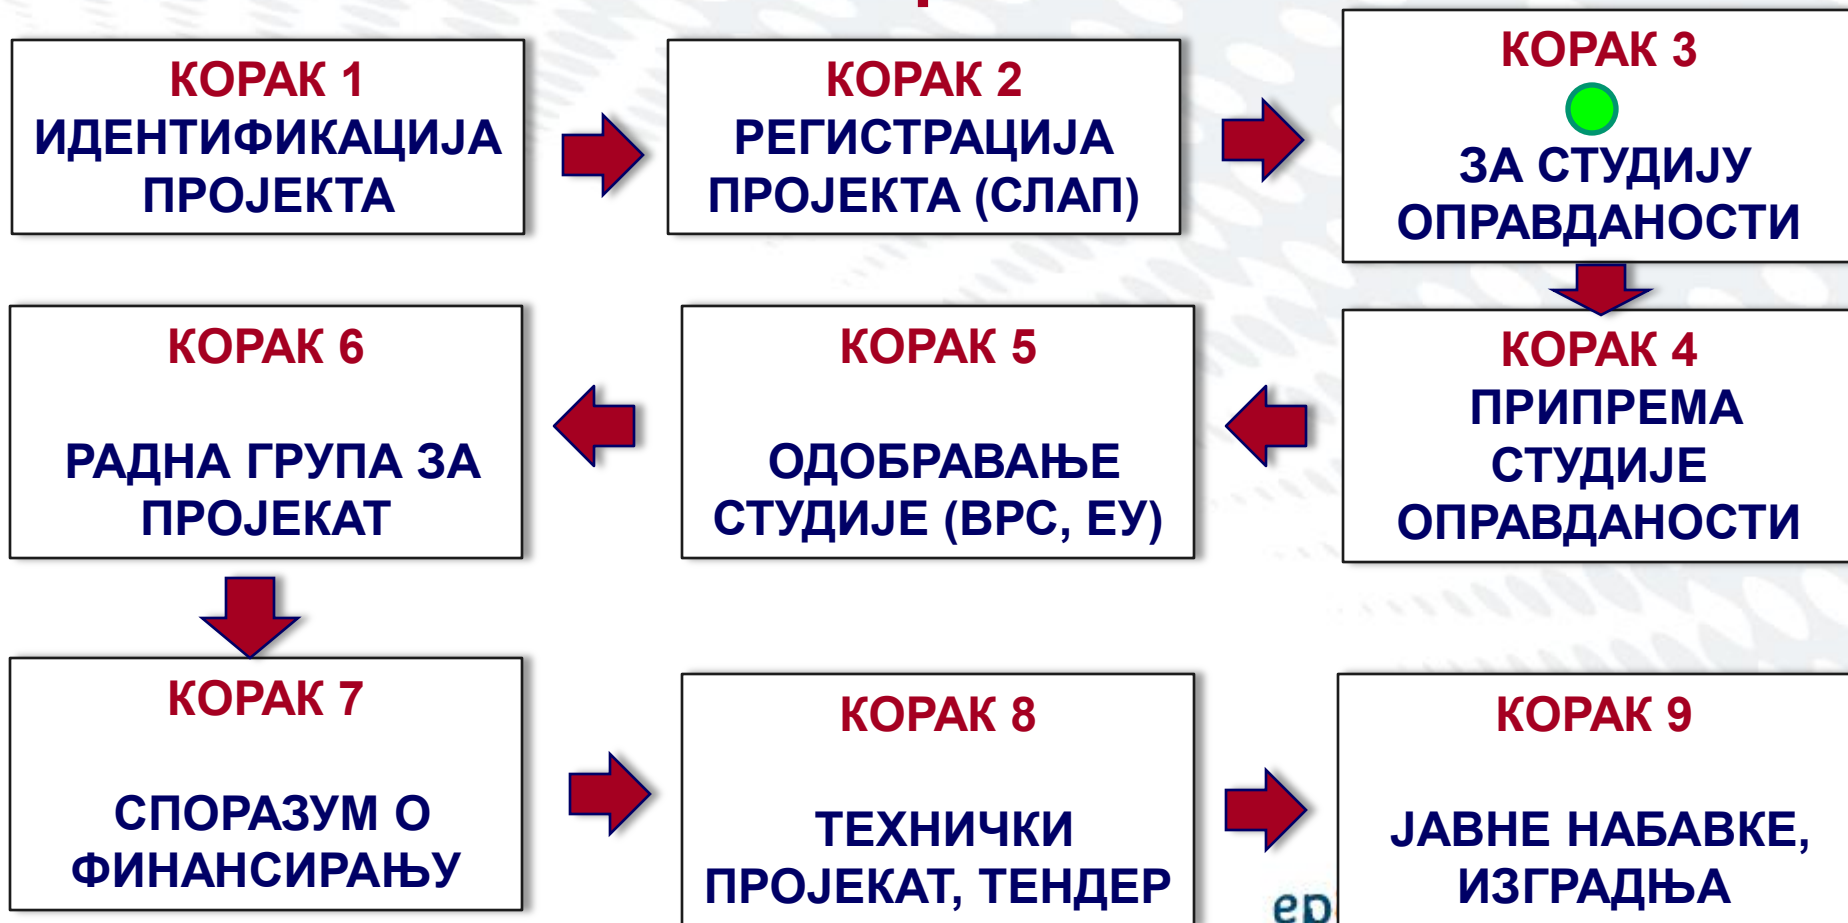 КОРАК 1
ИДЕНТИФИКАЦИЈА
ПРОЈЕКТА
КОРАК 2
РЕГИСТРАЦИЈА
ПРОЈЕКТА (СЛАП)
КОРАК 3
ЗА СТУДИЈУ
ОПРАВДАНОСТИ
КОРАК 4
ПРИПРЕМА
СТУДИЈЕ
ОПРАВДАНОСТИ
КОРАК 5
ОДОБРАВАЊЕ
СТУДИЈЕ (ВРС, ЕУ)
КОРАК 6
РАДНА ГРУПА ЗА
ПРОЈЕКАТ
КОРАК 7
СПОРАЗУМ О
ФИНАНСИРАЊУ
КОРАК 8
ТЕХНИЧКИ
ПРОЈЕКАТ, ТЕНДЕР
КОРАК 9
ЈАВНЕ НАБАВКЕ,
ИЗГРАДЊА